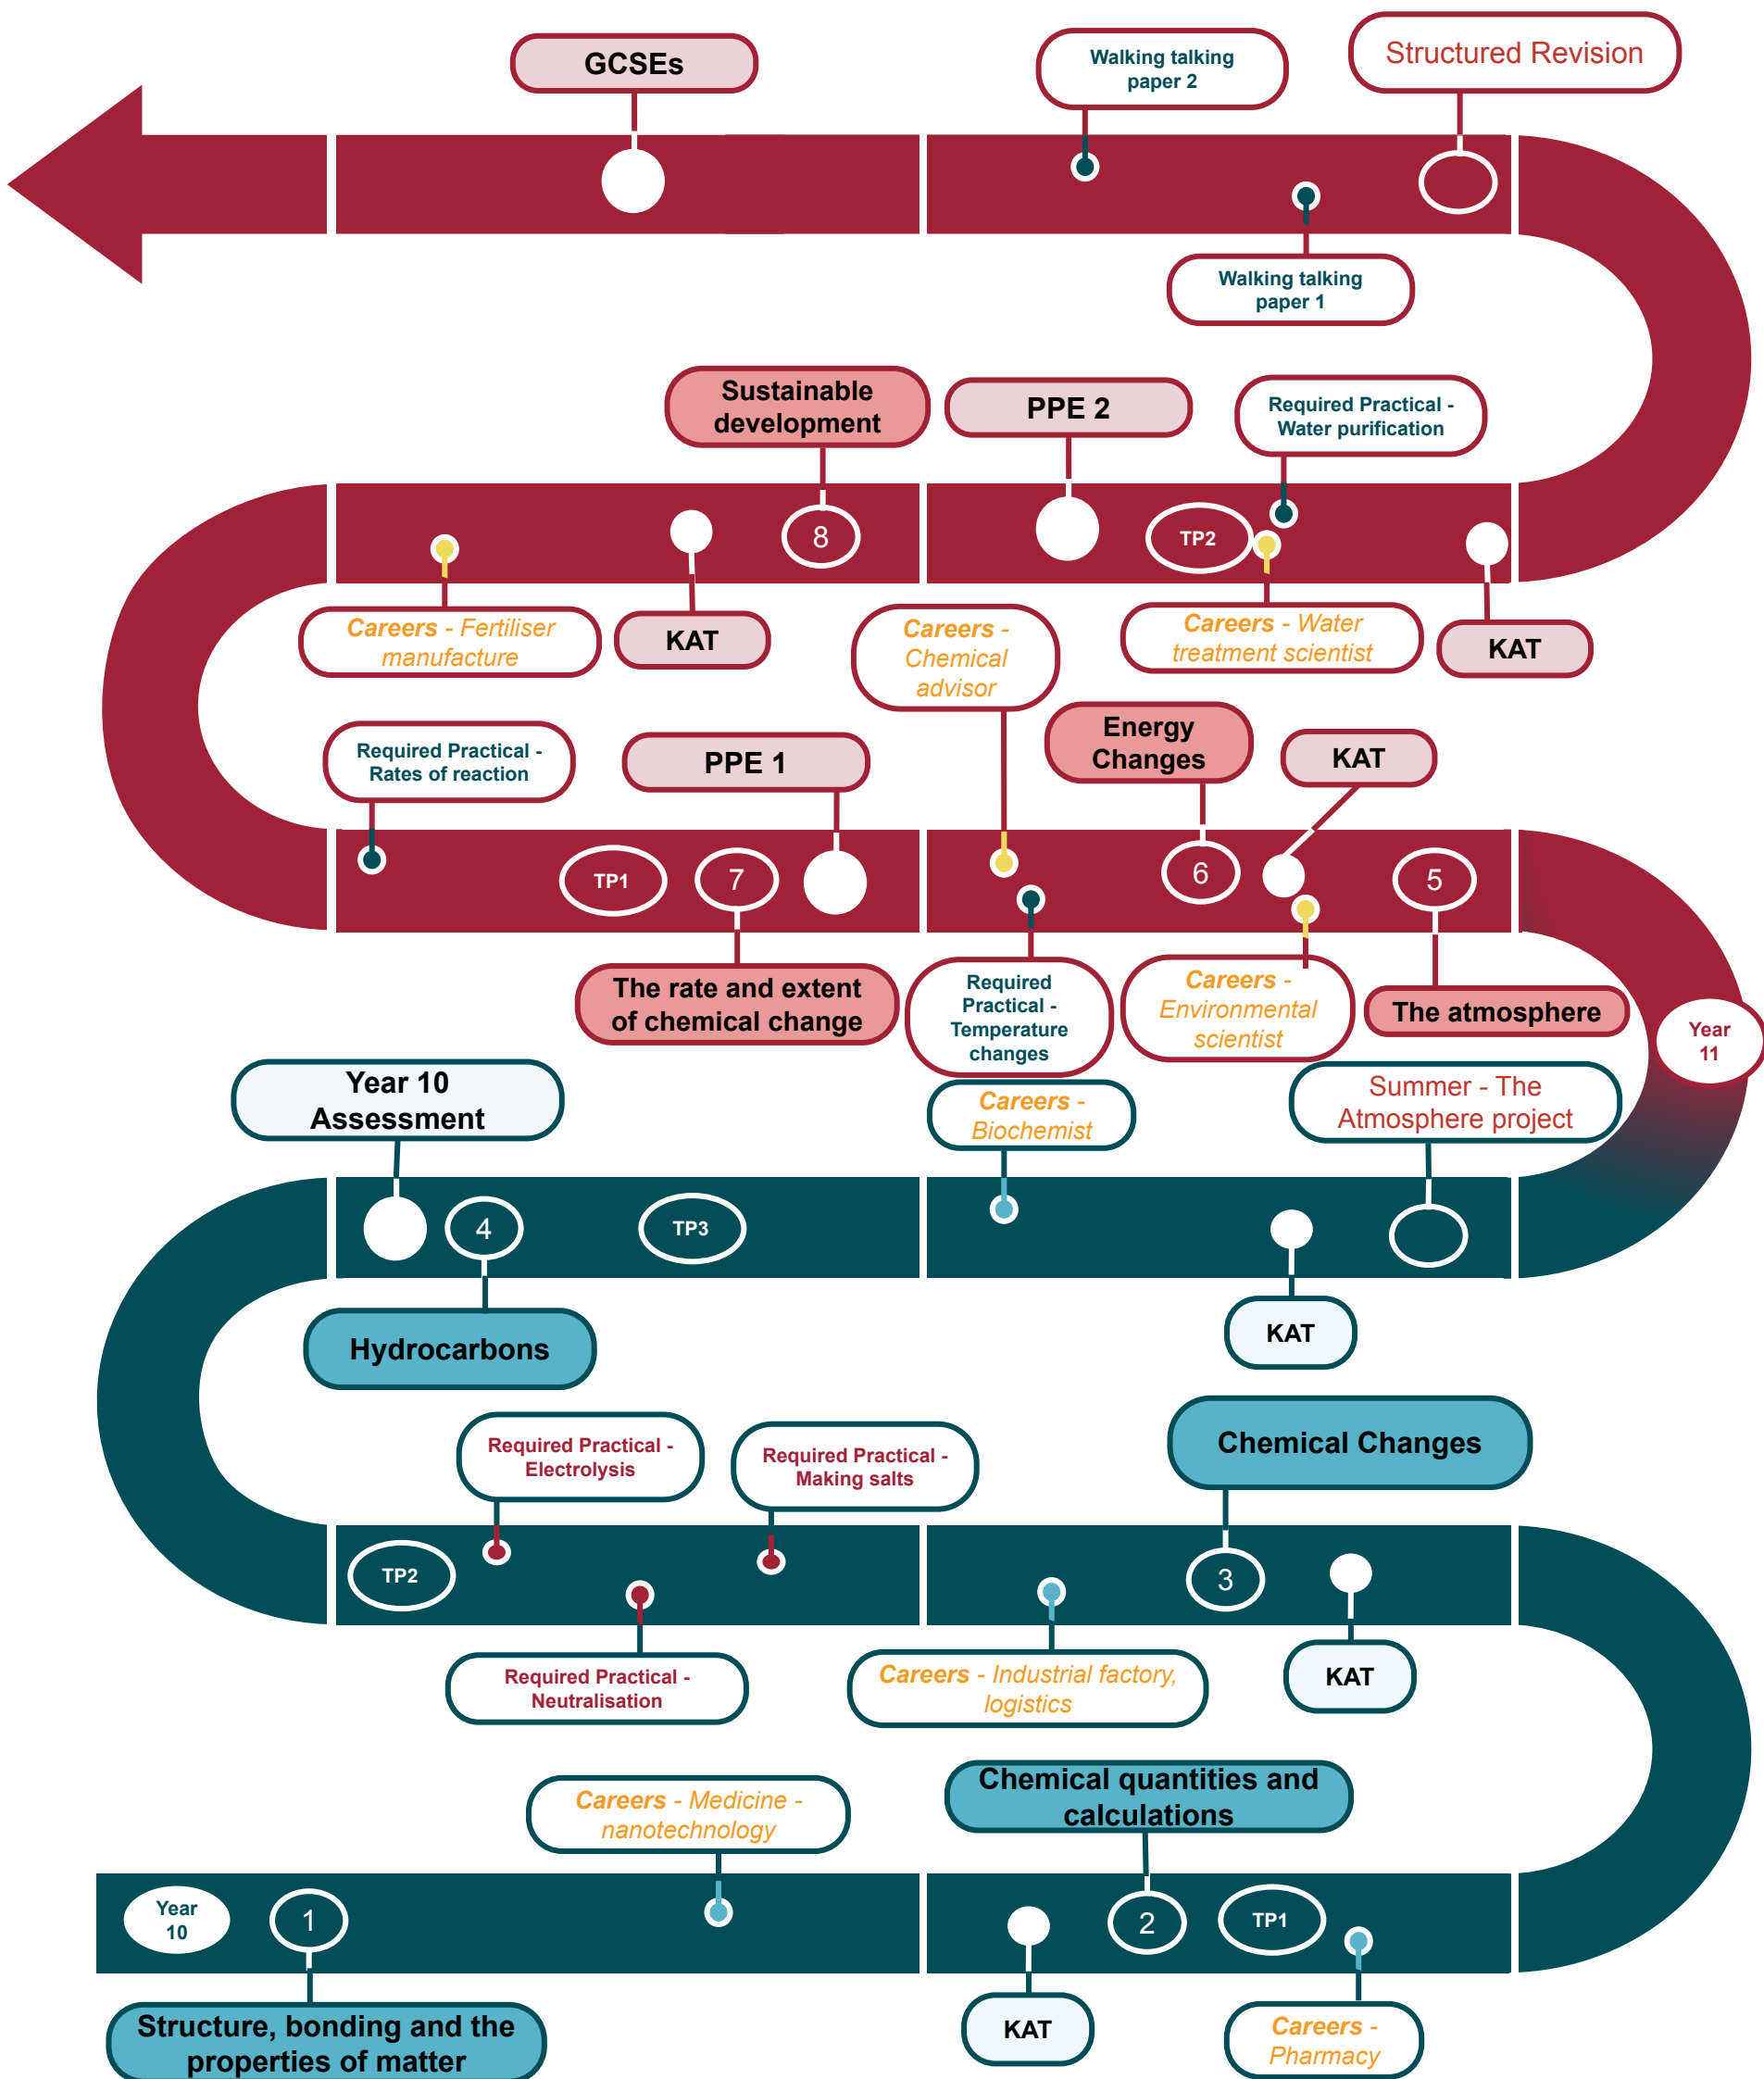 GCSEs
Walking talking
paper 2
Structured Revision
Walking talking
paper 1
Sustainable
development
PPE 2
Required Practical -
Water purification
8
TP2
Careers - Fertiliser
manufacture
KAT
Careers -
Chemical
advisor
Careers - Water
treatment scientist
KAT
Required Practical -
Rates of reaction
PPE 1
Energy
Changes
KAT
TP1
7
6
5
The rate and extent
of chemical change
Required
Practical -
Temperature
changes
Careers -
Environmental
scientist
The atmosphere
Year
11
Year 10
Assessment
Careers -
Biochemist
Summer - The
Atmosphere project
4
TP3
Hydrocarbons
KAT
Required Practical -
Electrolysis
Required Practical -
Making salts
Chemical Changes
TP2
3
Required Practical -
Neutralisation
Careers - Industrial factory,
logistics
KAT
Careers - Medicine -
nanotechnology
Chemical quantities and
calculations
Year
10
1
2
TP1
Structure, bonding and the
properties of matter
KAT
Careers -
Pharmacy